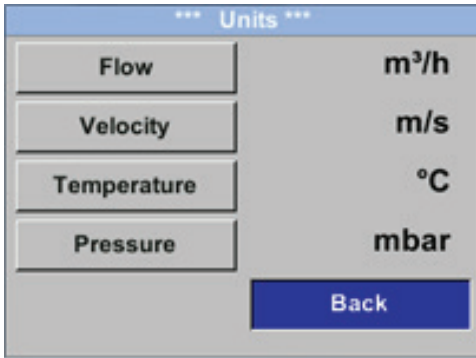 *** Units ***
Flow m³/h
Velocity m/s
Temperature °C
Pressure mbar
Back